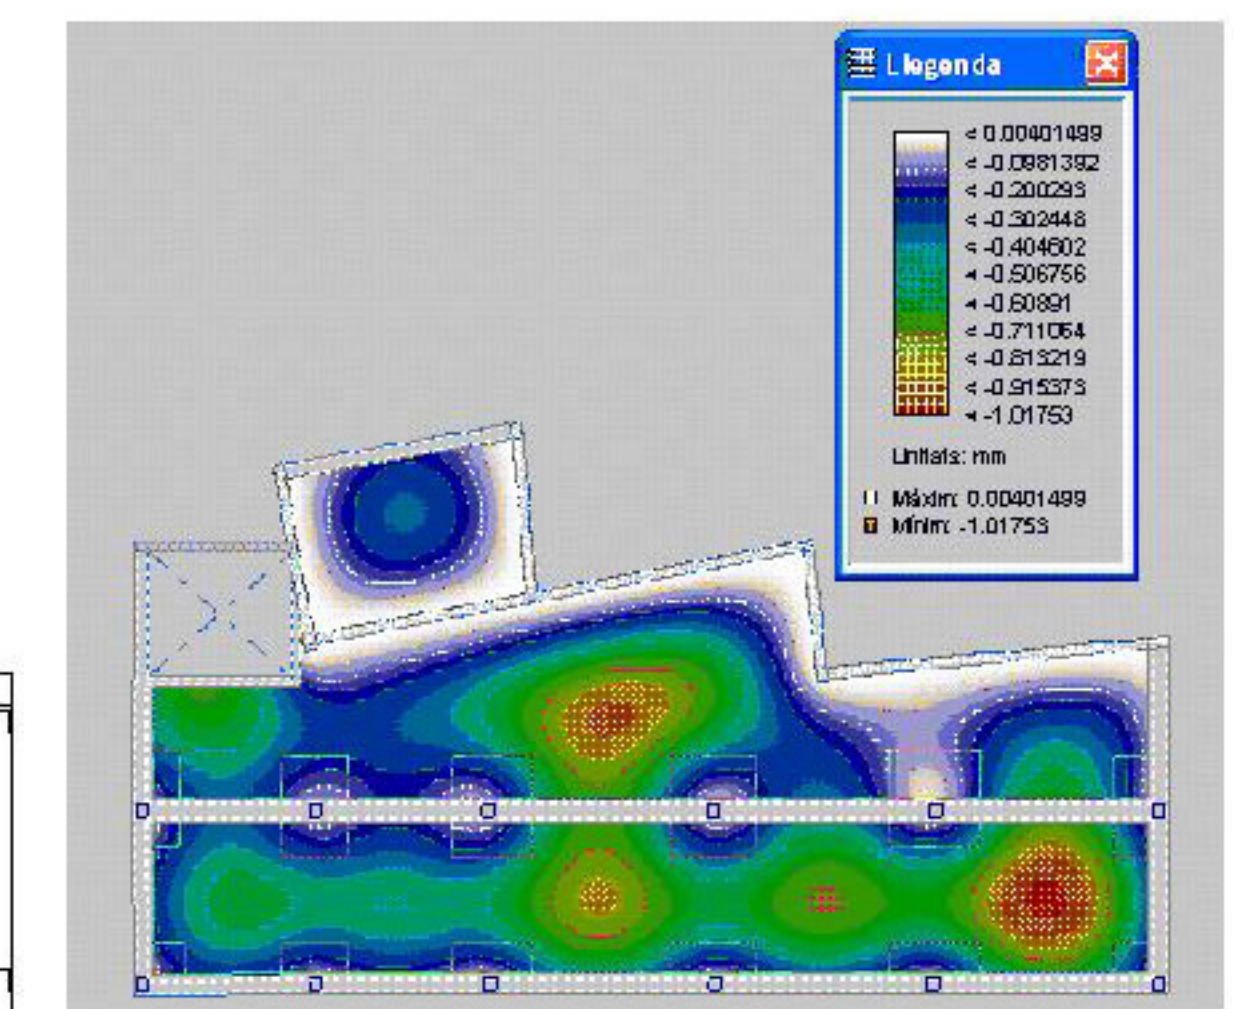 Llegenda
< 0.00401499
< -0.0981392
< -0.200293
< -0.302448
< -0.404602
< -0.506756
< -0.60891
< -0.711064
< -0.813219
< -0.915373
< -1.01753
Unitats: mm
Màxim: 0.00401499
Mínim: -1.01753